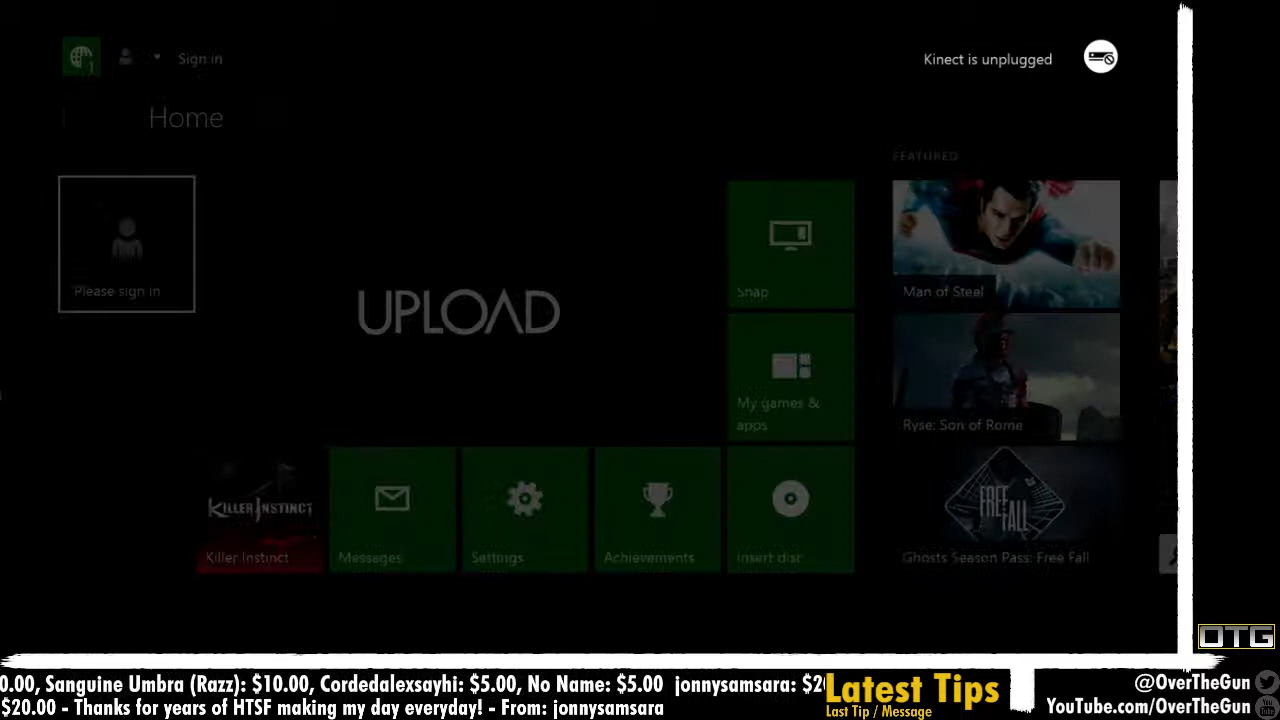 1
Sign in
Kinect is unplugged
Home
FEATURED
Please sign in
UPLOAD
Snap
Man of Steel
My games &
apps
Ryse: Son of Rome
KILLER INSTINCT
FREE
FALL
Killer Instinct
Messages
Settings
Achievements
Insert disc
Ghosts Season Pass: Free Fall
OTG
0.00, Sanguine Umbra (Razz): $10.00, Cordedalexsayhi: $5.00, No Name: $5.00 jonnysamsara: $20
$20.00 - Thanks for years of HTSF making my day everyday! - From: jonnysamsara
Latest Tips
Last Tip / Message
@OverTheGun
YouTube.com/OverTheGun